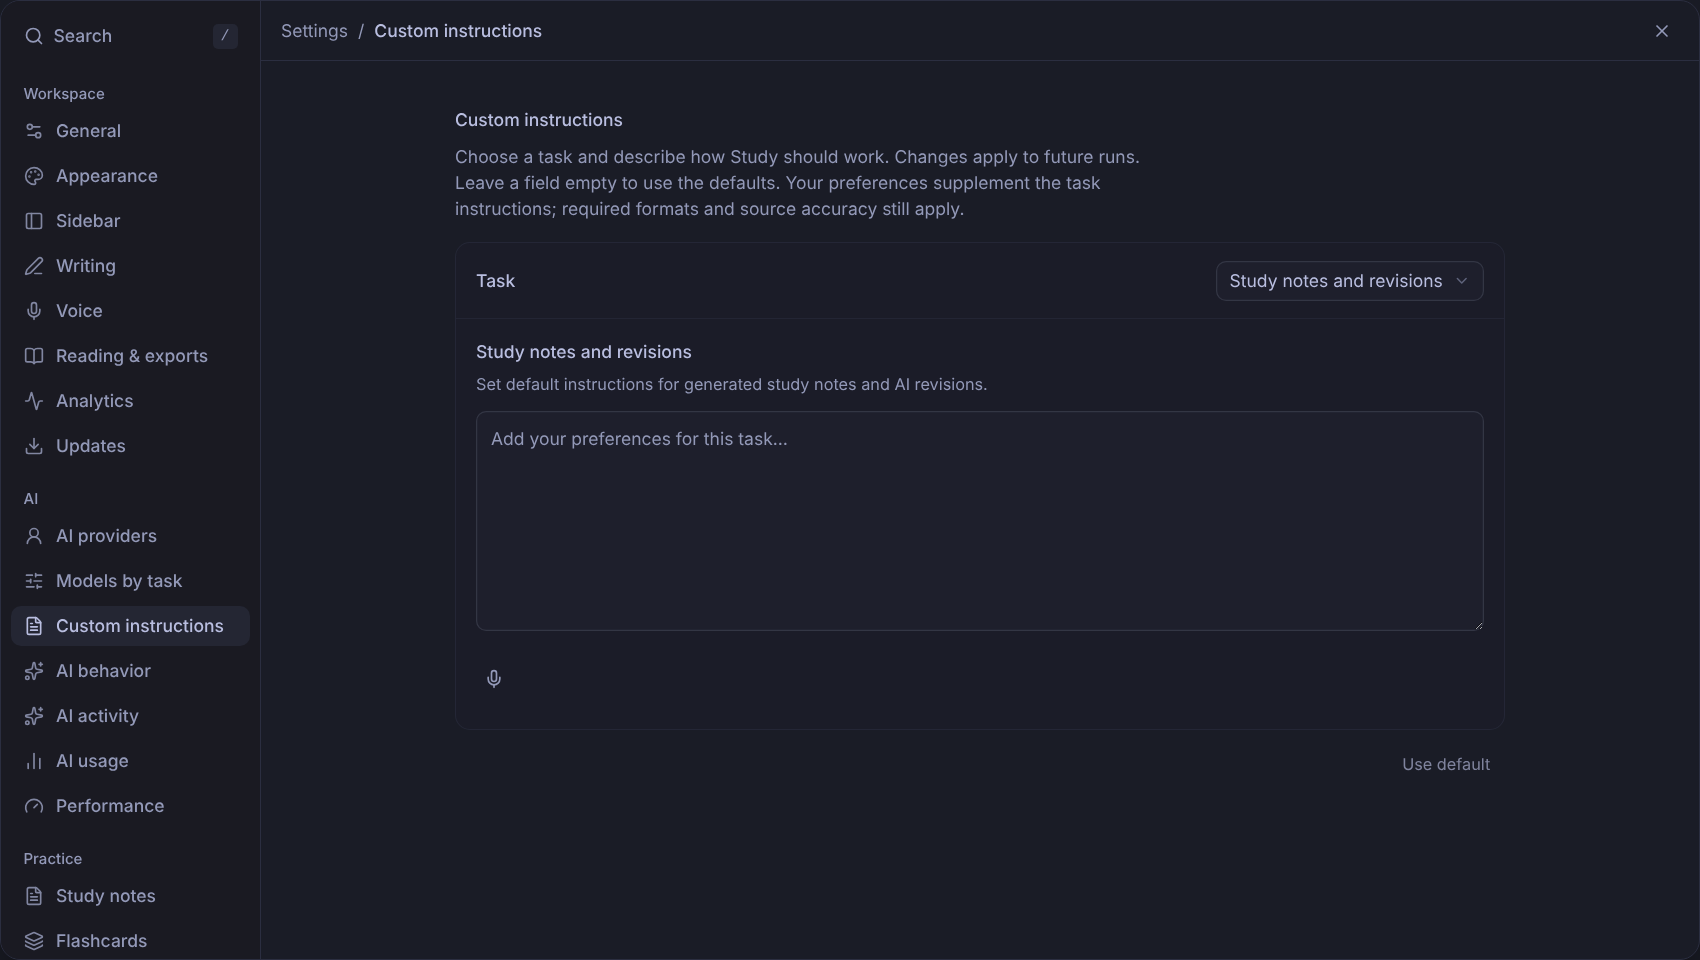 Search
/
Workspace
General
Appearance
Sidebar
Writing
Voice
Reading & exports
Analytics
Updates
AI
AI providers
Models by task
Custom instructions
AI behavior
AI activity
AI usage
Performance
Practice
Study notes
Flashcards
Settings / Custom instructions
Custom instructions
Choose a task and describe how Study should work. Changes apply to future runs.
Leave a field empty to use the defaults. Your preferences supplement the task
instructions; required formats and source accuracy still apply.
Task
Study notes and revisions
Study notes and revisions
Set default instructions for generated study notes and AI revisions.
Add your preferences for this task...
Use default